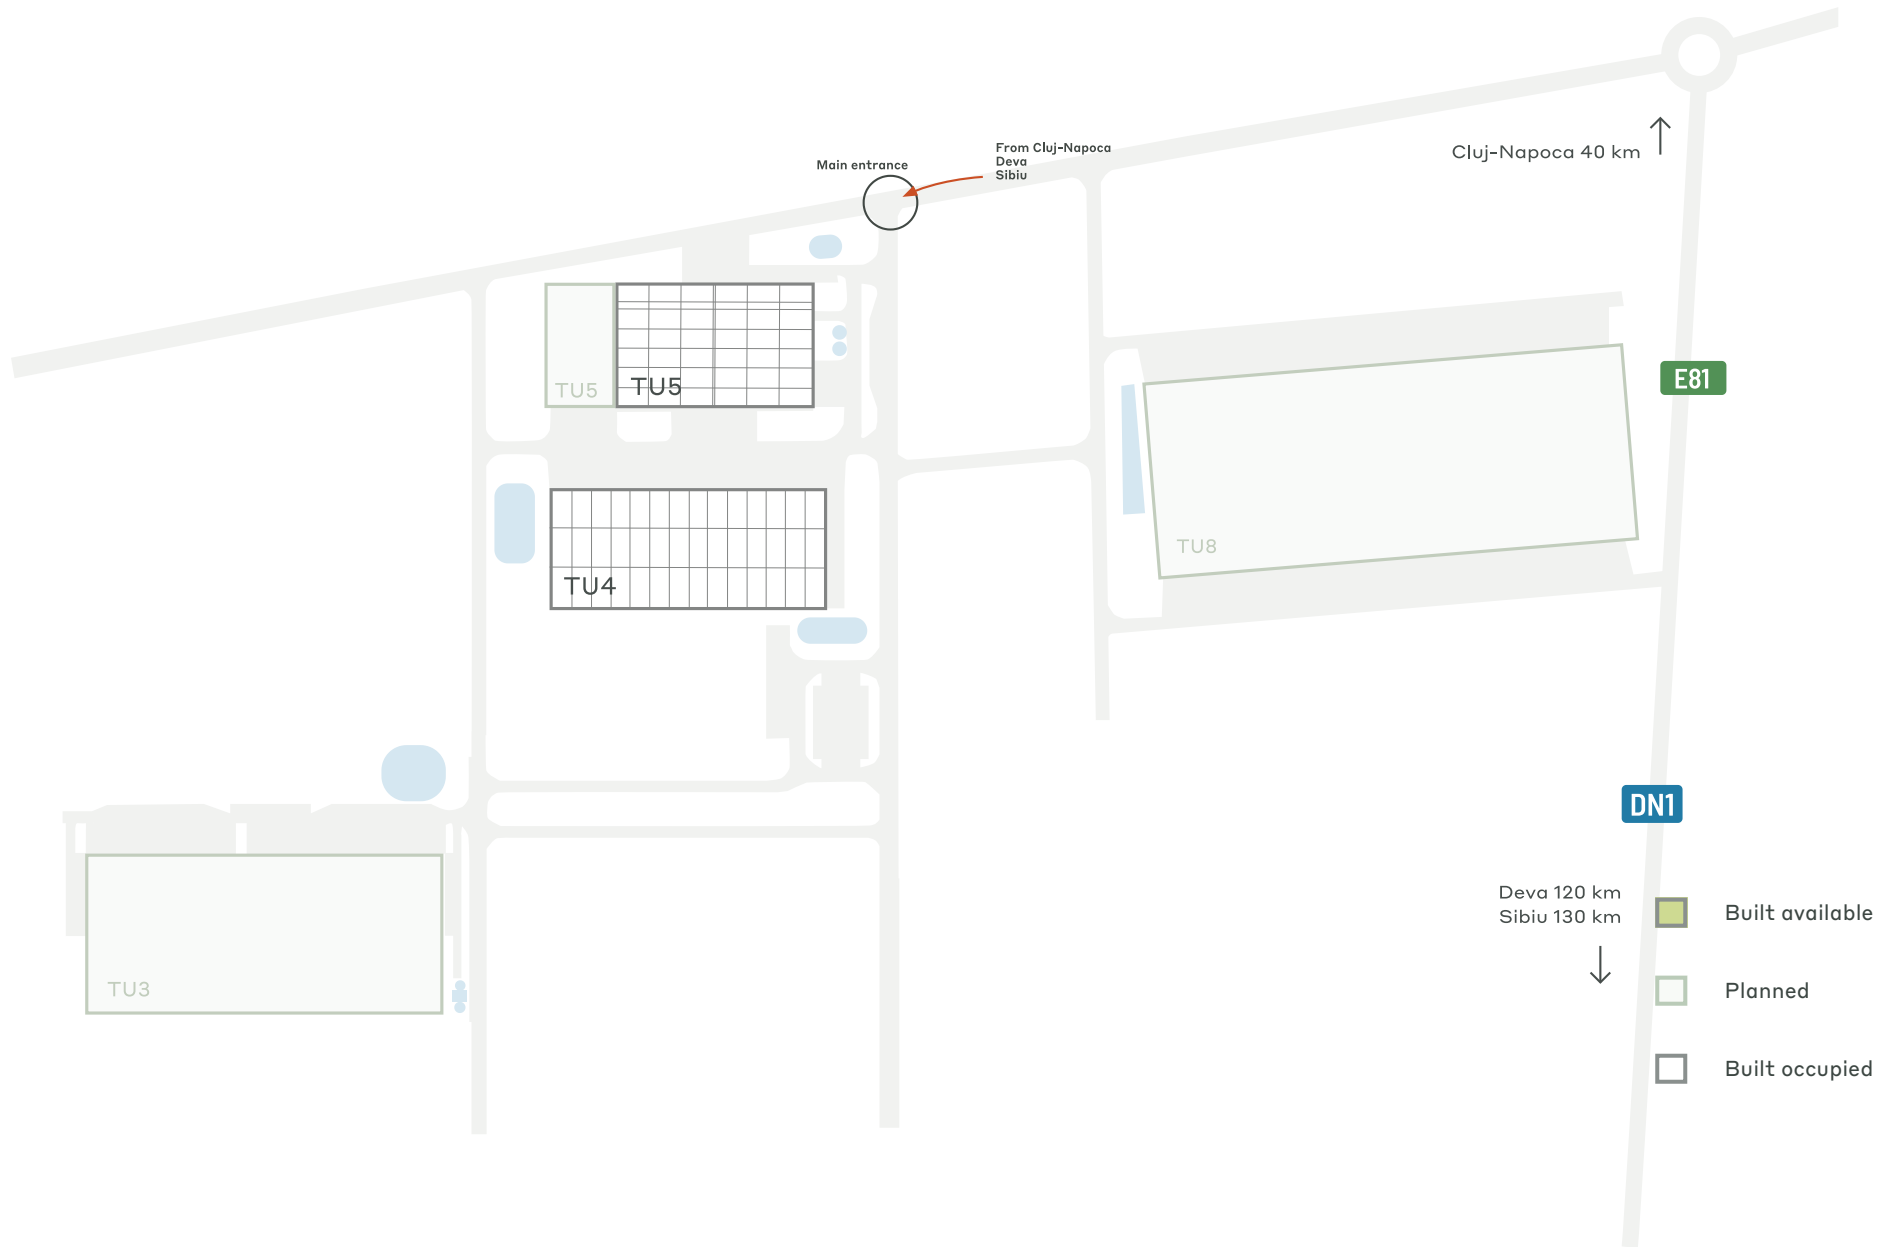 Main entrance
From Cluj-Napoca
Deva
Sibiu
Cluj-Napoca 40 km
E81
TU5
TU5
TU4
TU8
DN1
Deva 120 km
Sibiu 130 km
TU3
Built available
Planned
Built occupied